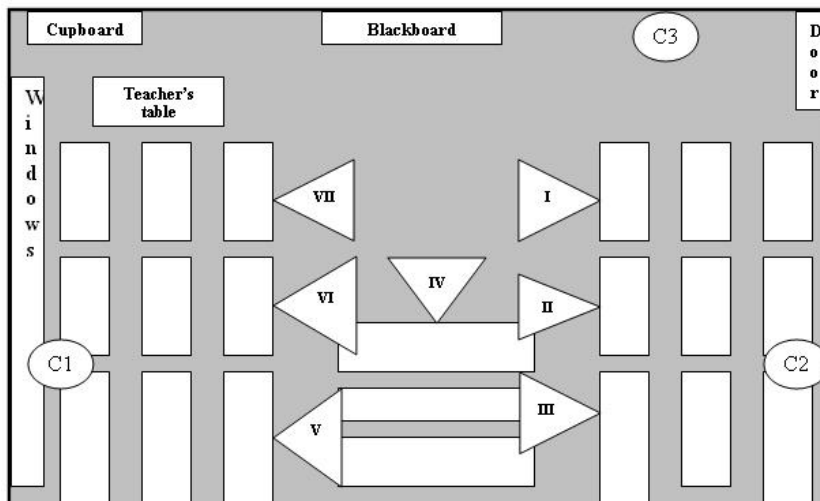 Cupboard
Blackboard
C3
D
o
o
r
W
i
n
d
o
w
s
Teacher's
table
VII
I
VI
IV
II
C1
C2
V
III